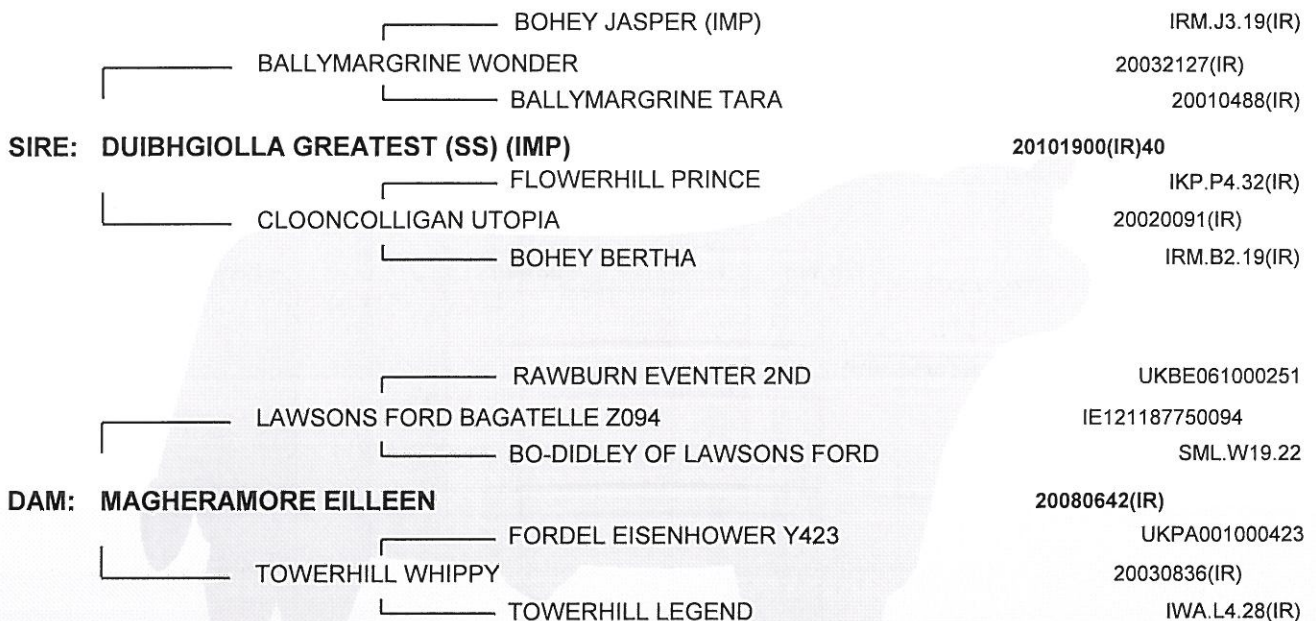 BOHEY JASPER (IMP) IRM.J3.19(IR)
BALLYMARGRINE WONDER 20032127(IR)
BALLYMARGRINE TARA 20010488(IR)
SIRE: DUIBHGIOLLA GREATEST (SS) (IMP) 20101900(IR)40
FLOWERHILL PRINCE IKP.P4.32(IR)
CLOONCOLLIGAN UTOPIA 20020091(IR)
BOHEY BERTHA IRM.B2.19(IR)
RAWBURN EVENTER 2ND UKBE061000251
LAWSONS FORD BAGATELLE Z094 IE121187750094
BO-DIDLEY OF LAWSONS FORD SML.W19.22
DAM: MAGHERAMORE EILLEEN 20080642(IR)
FORDEL EISENHOWER Y423 UKPA001000423
TOWERHILL WHIPPY 20030836(IR)
TOWERHILL LEGEND IWA.L4.28(IR)